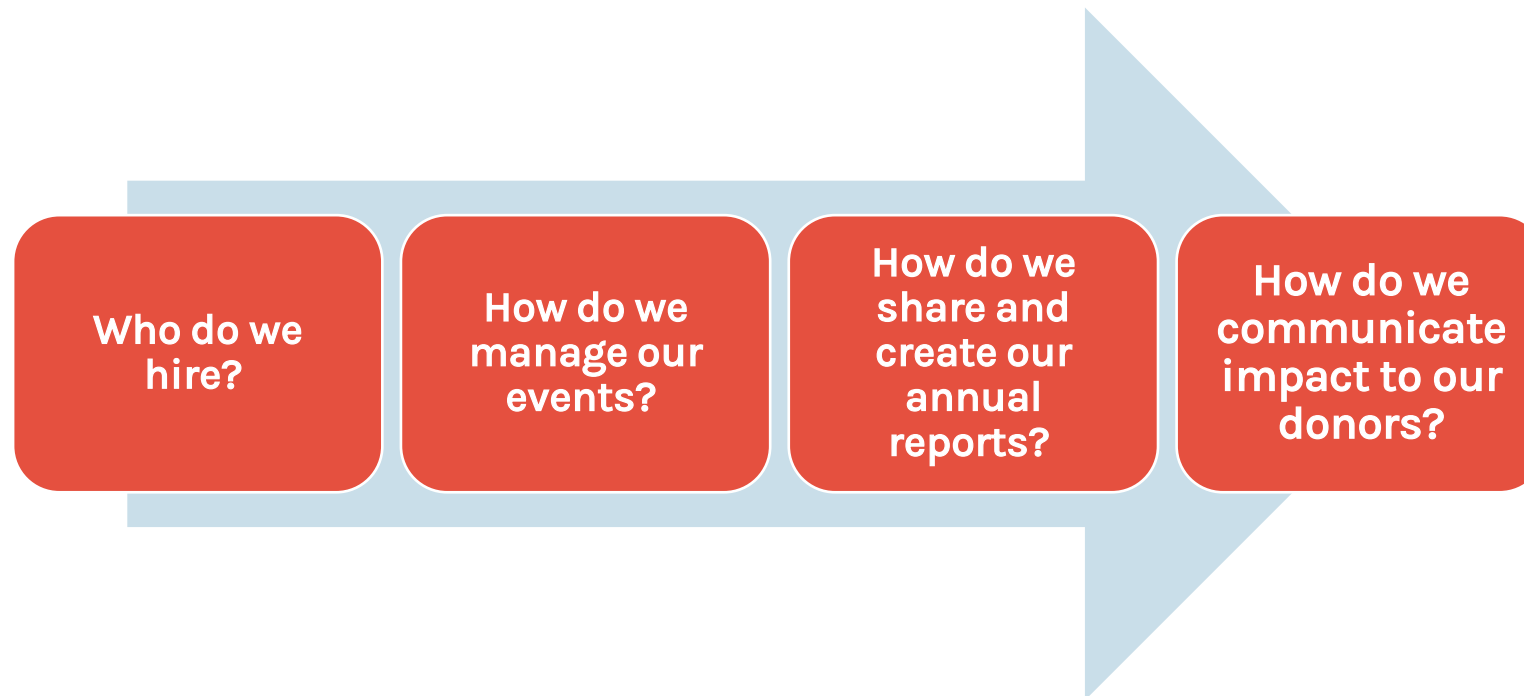 Who do we
hire?
How do we
manage our
events?
How do we
share and
create our
annual
reports?
How do we
communicate
impact to our
donors?